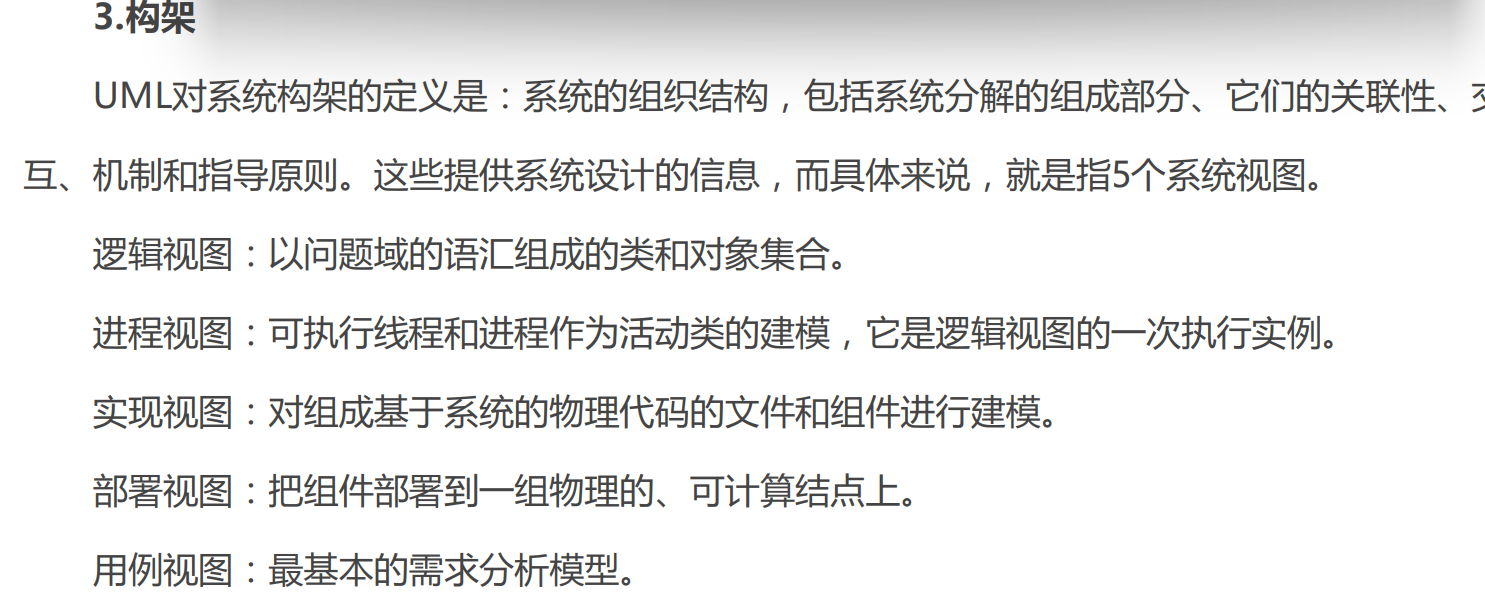 3.构架
UML对系统构架的定义是：系统的组织结构，包括系统分解的组成部分、它们的关联性、交
互、机制和指导原则。这些提供系统设计的信息，而具体来说，就是指5个系统视图。
逻辑视图：以问题域的语汇组成的类和对象集合。
进程视图：可执行线程和进程作为活动类的建模，它是逻辑视图的一次执行实例。
实现视图：对组成基于系统的物理代码的文件和组件进行建模。
部署视图：把组件部署到一组物理的、可计算结点上。
用例视图：最基本的需求分析模型。